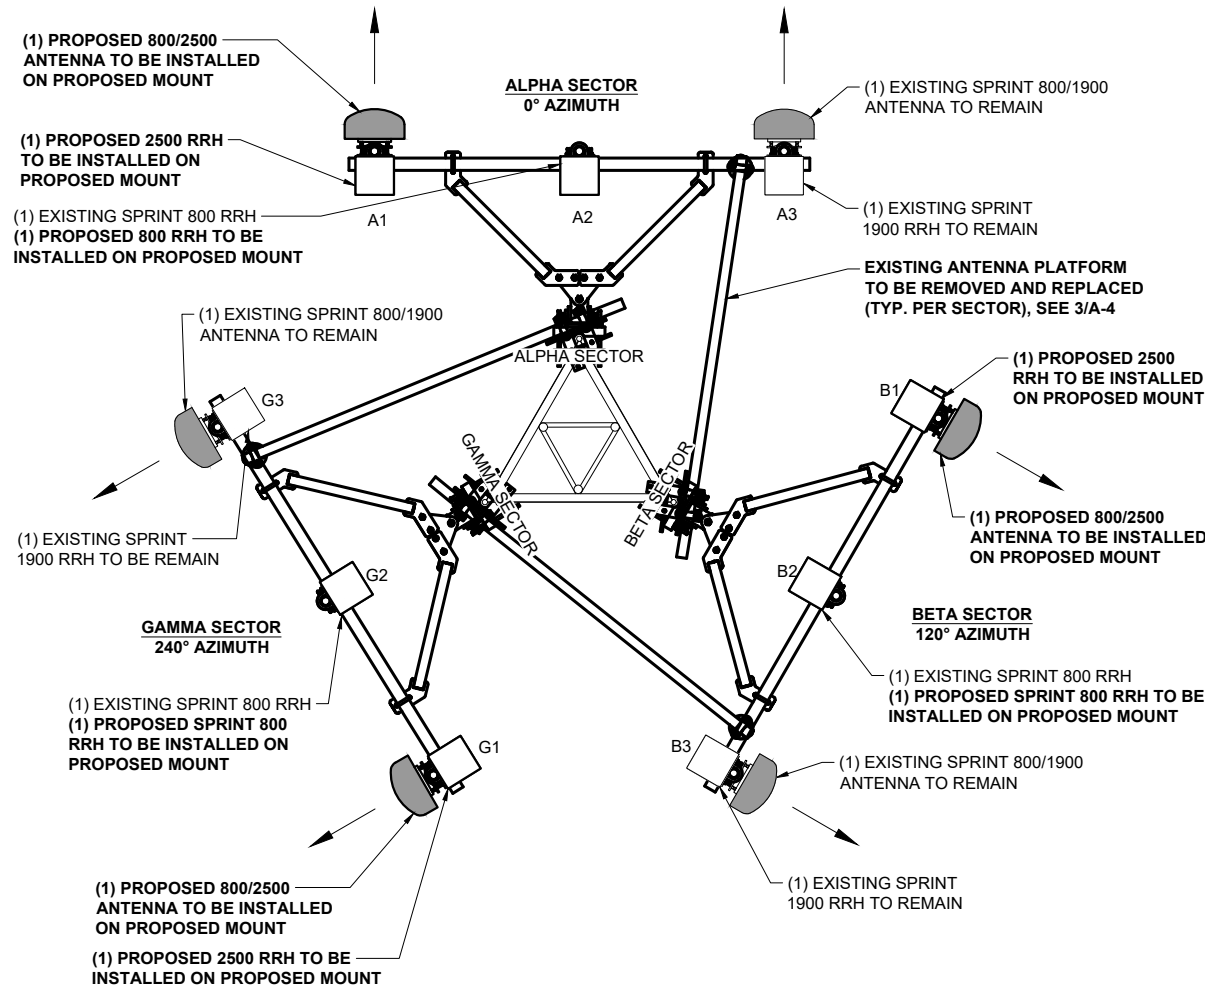 (1) PROPOSED 800/2500
ANTENNA TO BE INSTALLED
ON PROPOSED MOUNT
ALPHA SECTOR
0° AZIMUTH
(1) EXISTING SPRINT 800/1900
ANTENNA TO REMAIN
(1) PROPOSED 2500 RRH
TO BE INSTALLED ON
PROPOSED MOUNT
(1) EXISTING SPRINT 800 RRH
(1) PROPOSED 800 RRH TO BE
INSTALLED ON PROPOSED MOUNT
A1
A2
A3
(1) EXISTING SPRINT
1900 RRH TO REMAIN
EXISTING ANTENNA PLATFORM
TO BE REMOVED AND REPLACED
(TYP. PER SECTOR), SEE 3/A-4
(1) EXISTING SPRINT 800/1900
ANTENNA TO REMAIN
ALPHA SECTOR
(1) PROPOSED 2500
RRH TO BE INSTALLED
ON PROPOSED MOUNT
G3
B1
GAMMA SECTOR
BETA SECTOR
(1) EXISTING SPRINT
1900 RRH TO BE REMAIN
(1) PROPOSED 800/2500
ANTENNA TO BE INSTALLED
ON PROPOSED MOUNT
G2
B2
GAMMA SECTOR
240° AZIMUTH
BETA SECTOR
120° AZIMUTH
(1) EXISTING SPRINT 800 RRH
(1) PROPOSED SPRINT 800
RRH TO BE INSTALLED ON
PROPOSED MOUNT
(1) EXISTING SPRINT 800 RRH
(1) PROPOSED SPRINT 800 RRH TO BE
INSTALLED ON PROPOSED MOUNT
G1
B3
(1) EXISTING SPRINT 800/1900
ANTENNA TO REMAIN
(1) PROPOSED 800/2500
ANTENNA TO BE INSTALLED
ON PROPOSED MOUNT
(1) EXISTING SPRINT
1900 RRH TO REMAIN
(1) PROPOSED 2500 RRH TO BE
INSTALLED ON PROPOSED MOUNT